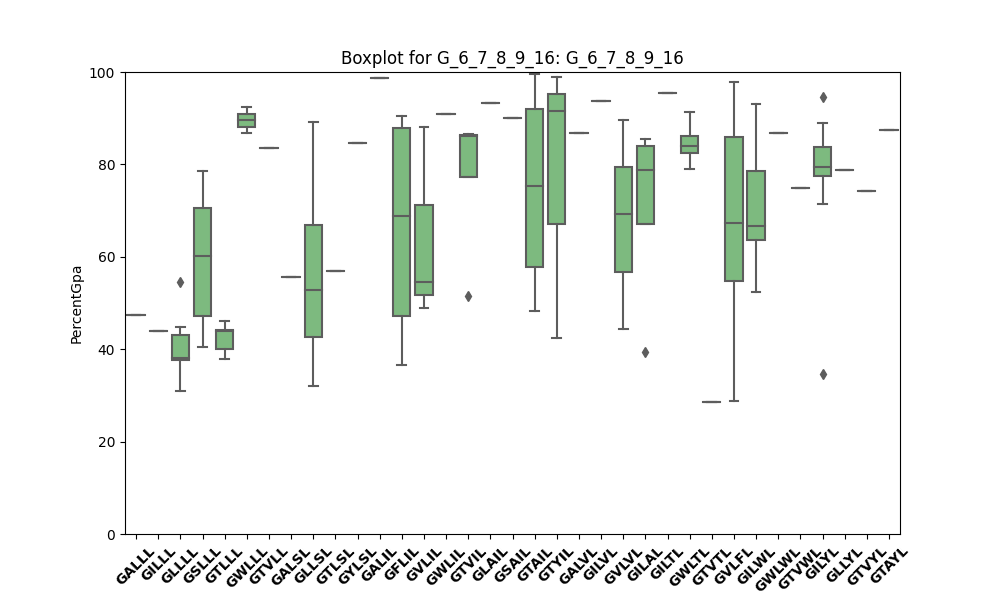 Boxplot for G_6_7_8_9_16: G_6_7_8_9_16
100
80
60
40
20
0
PercentGpa
GALLL GILLL GLLLL GSLLL GTLLL GWLLL GTVLL GALSL GLLSL GTLSL GYLSL GALIL GFLIL GVLIL GWLIL GTVIL GLAIL GSAIL GTAIL GTYIL GALVL GILVL GVLVL GILAL GILTL GWLTL GTVTL GVLFL GILWL GWLWL GTVWL GILYL GLLYL GTVYL GTAYL